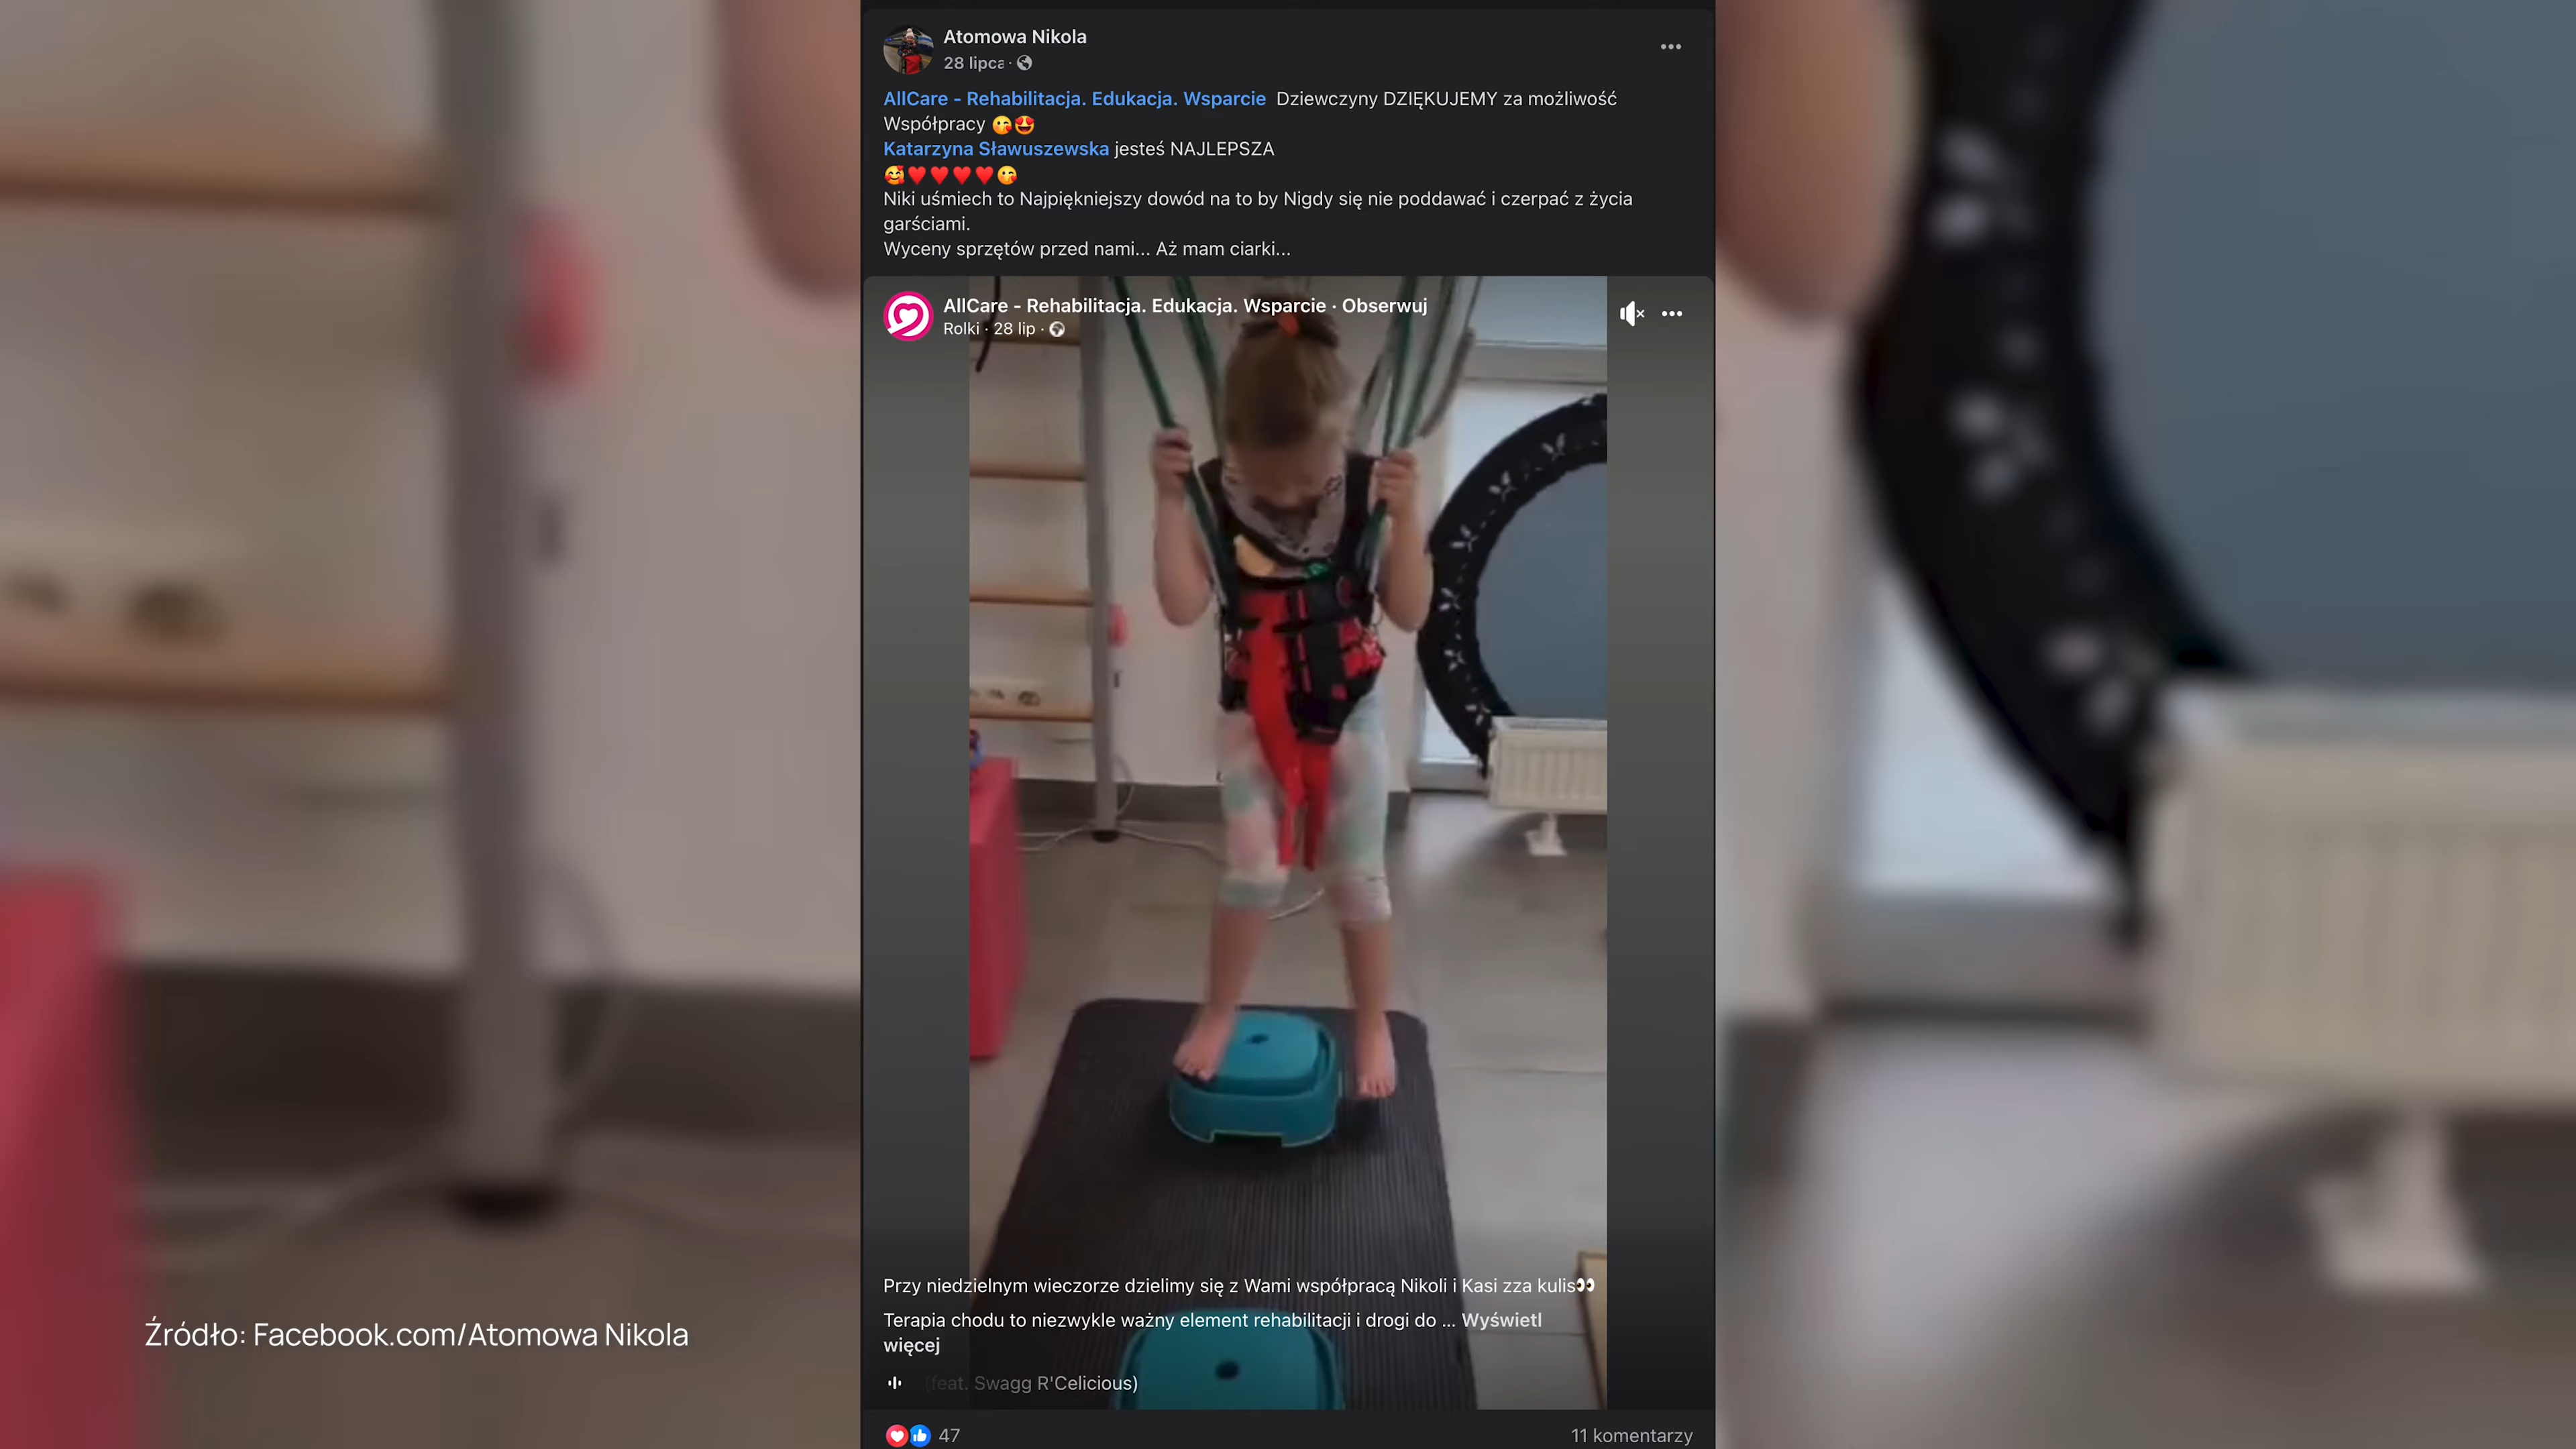 Atomowa Nikola
28 lipca ·
AllCare - Rehabilitacja. Edukacja. Wsparcie Dziewczyny DZIĘKUJEMY za możliwość
Współpracy 😘😍
Katarzyna Sławuszewska jesteś NAJLEPSZA
🥰❤️❤️❤️❤️😘
Niki uśmiech to Najpiękniejszy dowód na to by Nigdy się nie poddawać i czerpać z życia
garściami.
Wyceny sprzętów przed nami... Aż mam ciarki...
AllCare - Rehabilitacja. Edukacja. Wsparcie · Obserwuj
Rolki · 28 lip ·
Przy niedzielnym wieczorze dzielimy się z Wami współpracą Nikoli i Kasi zza kulis👀
Terapia chodu to niezwykle ważny element rehabilitacji i drogi do ... Wyświetl
więcej
(feat. Swagg R'Celicious)
47
11 komentarzy
Źródło: Facebook.com/Atomowa Nikola